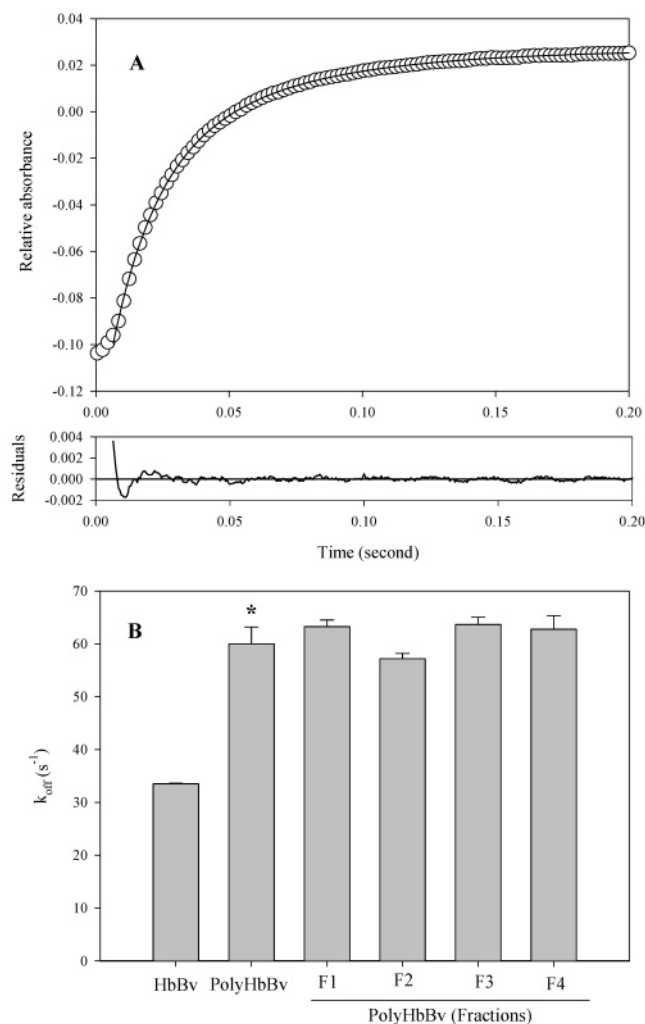 0.04
A
0.02
0.00
-0.02
-0.04
-0.06
-0.08
-0.10
-0.12
Relative absorbance
0.00 0.05 0.10 0.15 0.20
0.004
0.002
0.000
-0.002
Residuals
0.00 0.05 0.10 0.15 0.20
Time (second)
70
B
*
60
50
40
30
20
10
0
koff (s-1)
HbBv PolyHbBv F1 F2 F3 F4
PolyHbBv (Fractions)